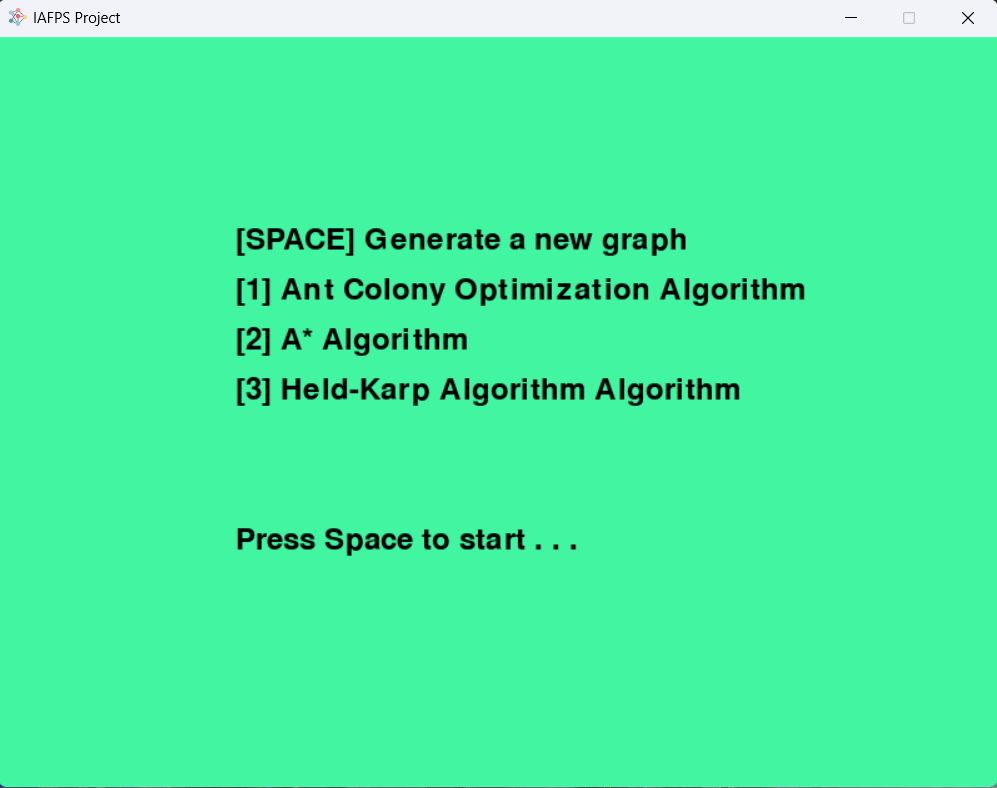 IAFPS Project
[SPACE] Generate a new graph
[1] Ant Colony Optimization Algorithm
[2] A* Algorithm
[3] Held-Karp Algorithm Algorithm
Press Space to start . . .